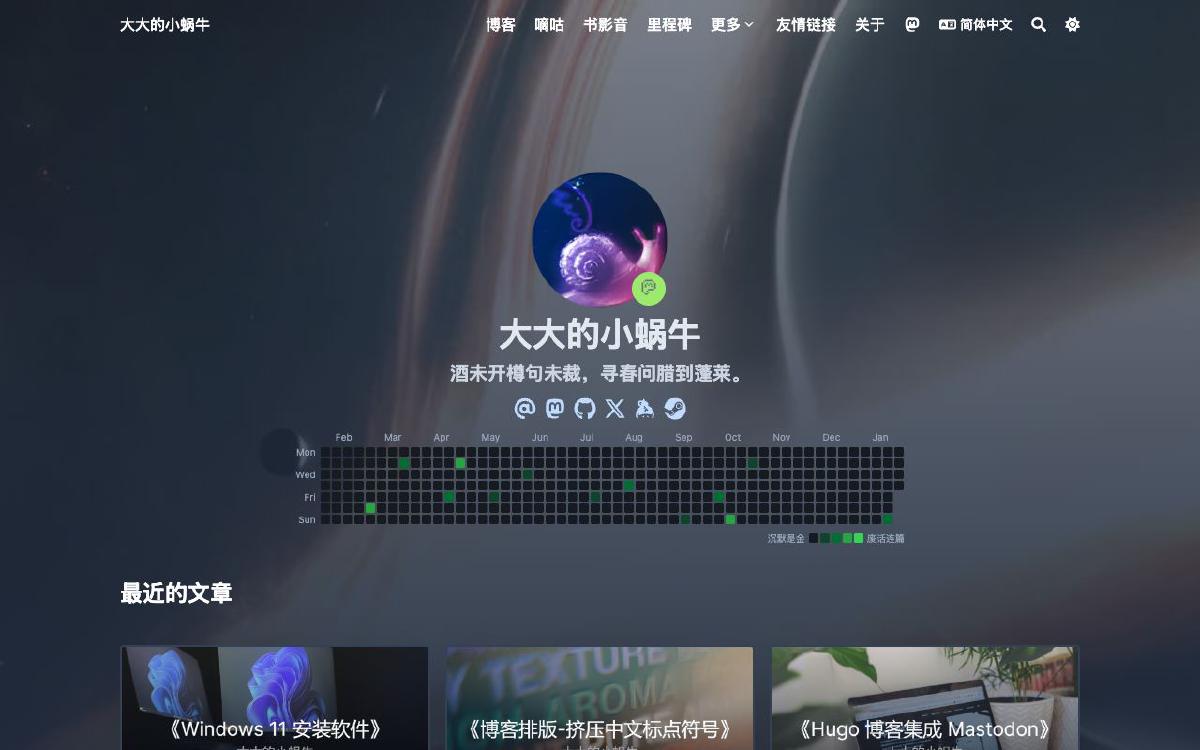 大大的小蜗牛
博客 嘀咕 书影音 里程碑 更多 友情链接 关于 简体中文
大大的小蜗牛
酒未开樽句未裁，寻春问腊到蓬莱。
Feb Mar Apr May Jun Jul Aug Sep Oct Nov Dec Jan
Mon
Wed
Fri
Sun
沉默是金 废话连篇
最近的文章
TEXTURE
AROMA
《Windows 11 安装软件》 《博客排版-挤压中文标点符号》 《Hugo 博客集成 Mastodon》